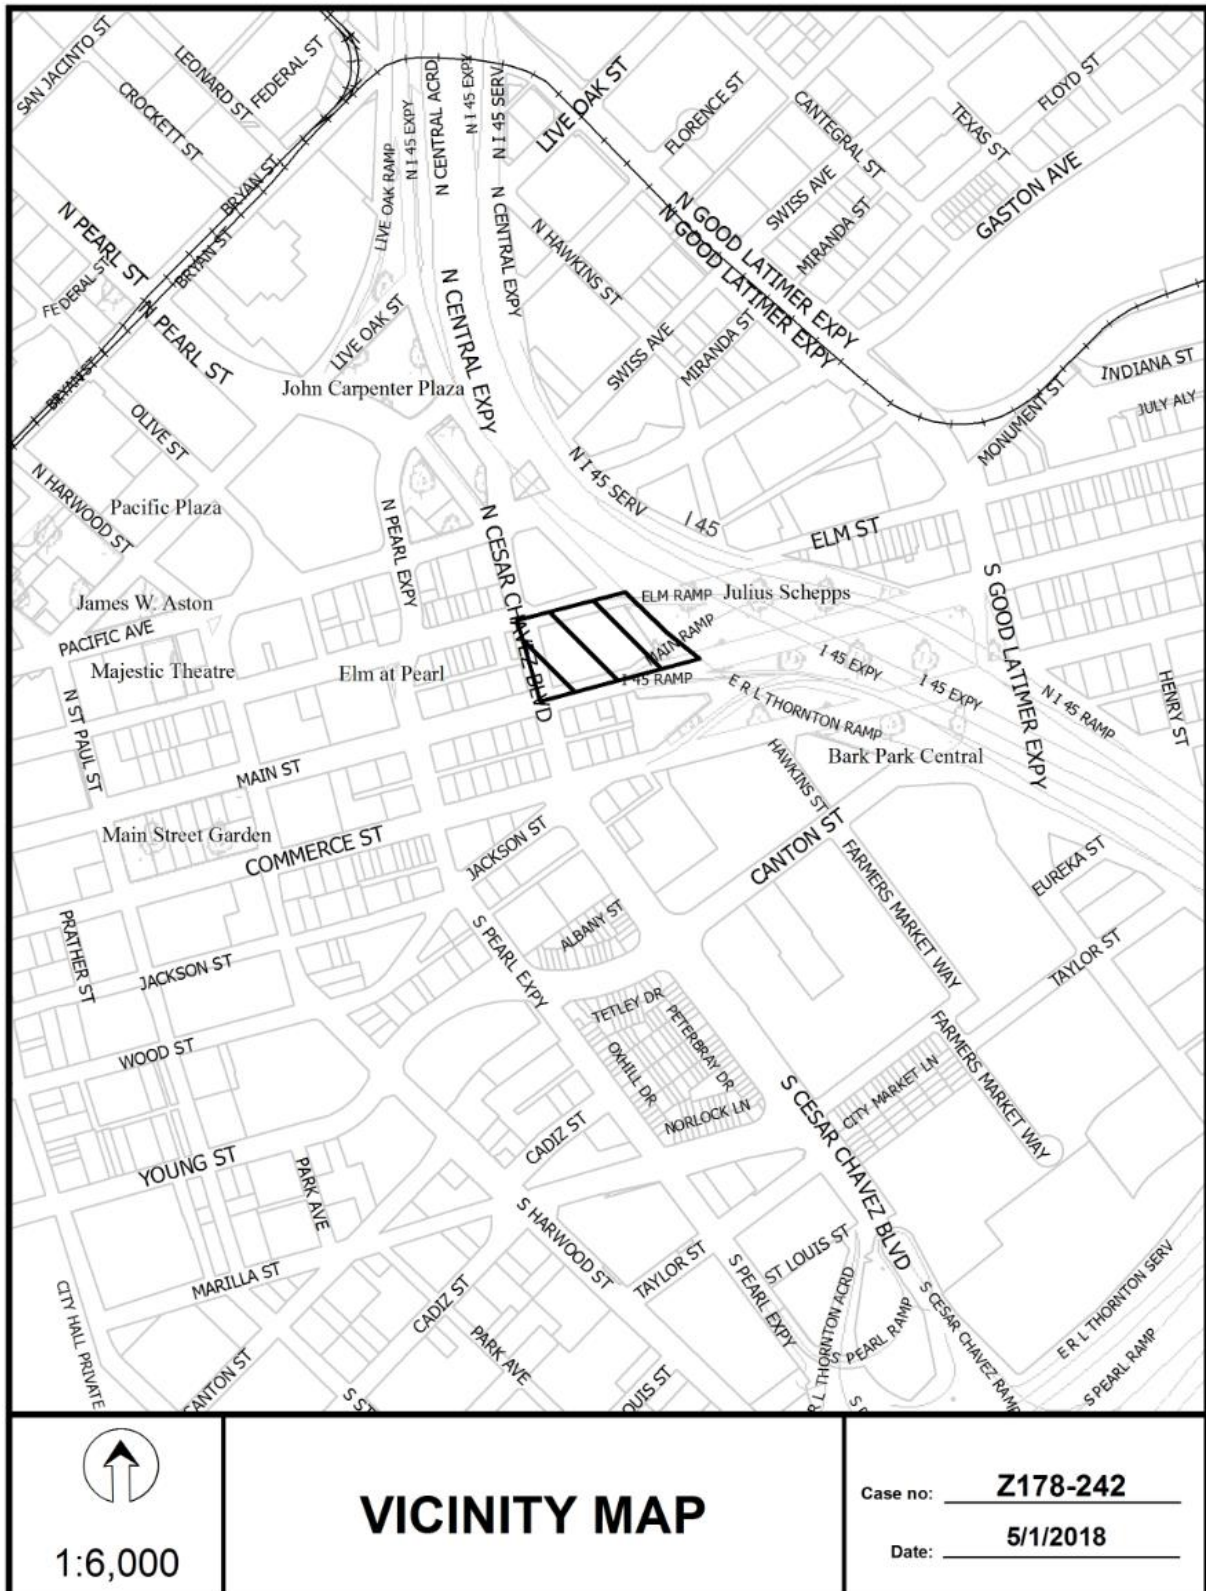 SAN JACINTO ST
LEONARD ST
FEDERAL ST
CROCKETT ST
BRYAN ST
N PEARL ST
BRYAN ST
FEDERAL ST
N PEARL ST
BRYAN ST
OLIVE ST
N HARWOOD ST
LIVE OAK RAMP
N I 45 EXPY
N CENTRAL ACRD
N I 45 EXPY
N I 45 SERV
LIVE OAK ST
FLORENCE ST
CANTEGRAL ST
TEXAS ST
FLOYD ST
GASTON AVE
SWISS AVE
MIRANDA ST
N GOOD LATIMER EXPY
N GOOD LATIMER EXPY
N HAWKINS ST
N CENTRAL EXPY
N CENTRAL EXPY
LIVE OAK ST
SWISS AVE
MIRANDA ST
INDIANA ST
JULY ALY
MONUMENT ST
John Carpenter Plaza
Pacific Plaza
N PEARL EXPY
N CESAR CHAVEZ BLVD
N I 45 SERV
I 45
ELM ST
James W. Aston
PACIFIC AVE
Majestic Theatre
Elm at Pearl
ELM RAMP
Julius Schepps
MAIN RAMP
I 45 RAMP
E R L THORNTON RAMP
I 45 EXPY
I 45 EXPY
N I 45 RAMP
S GOOD LATIMER EXPY
HENRY ST
N ST PAUL ST
MAIN ST
Bark Park Central
HAWKINS ST
Main Street Garden
COMMERCE ST
JACKSON ST
CANTON ST
FARMERS MARKET WAY
EUREKA ST
PRATHER ST
JACKSON ST
S PEARL EXPY
ALBANY ST
TAYLOR ST
WOOD ST
TETLEY DR
PETERBRAY DR
OXHILL DR
NORLOCK LN
FARMERS MARKET WAY
CITY MARKET LN
S CESAR CHAVEZ BLVD
YOUNG ST
PARK AVE
CADIZ ST
S HARWOOD ST
MARILLA ST
CADIZ ST
TAYLOR ST
ST LOUIS ST
S PEARL EXPY
R L THORNTON ACRD
S PEARL RAMP
S CESAR CHAVEZ RAMP
E R L THORNTON SERV
S PEARL RAMP
CITY HALL PRIVATE
CANTON ST
PARK AVE
S ST
OUIS ST
1:6,000
VICINITY MAP
Case no: Z178-242
Date: 5/1/2018